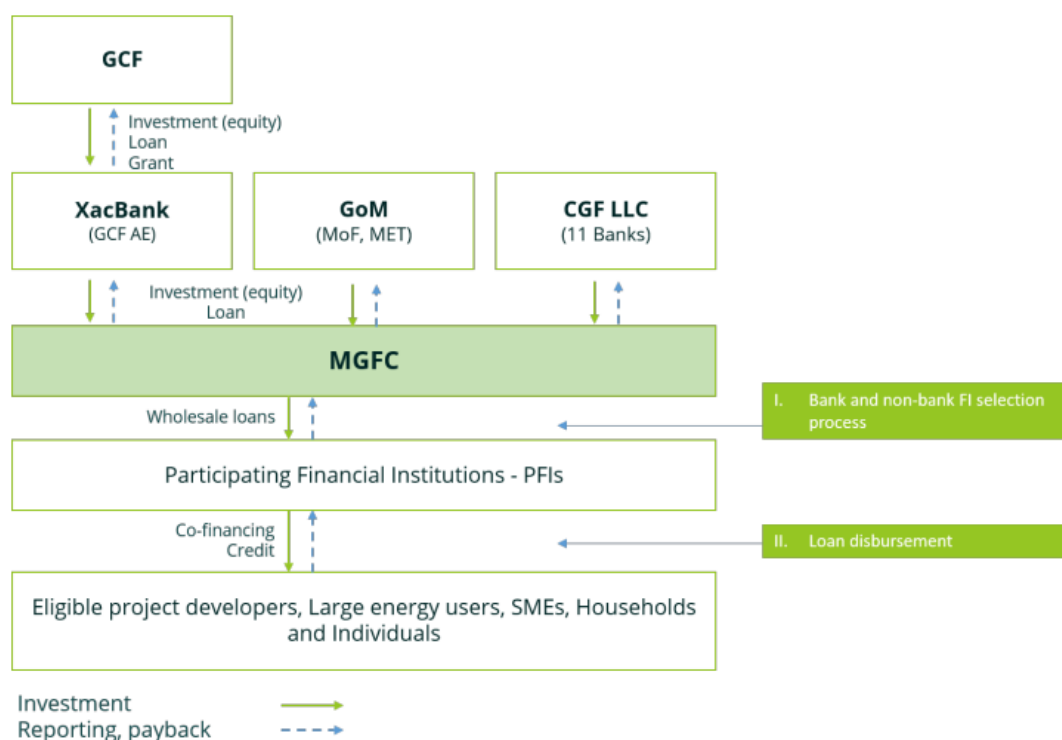 GCF
Investment (equity)
Loan
Grant
XacBank
(GCF AE)
GoM
(MoF, MET)
CGF LLC
(11 Banks)
Investment (equity)
Loan
MGFC
Wholesale loans
I. Bank and non-bank FI selection
process
Participating Financial Institutions - PFIs
Co-financing
Credit
II. Loan disbursement
Eligible project developers, Large energy users, SMEs, Households
and Individuals
Investment
Reporting, payback